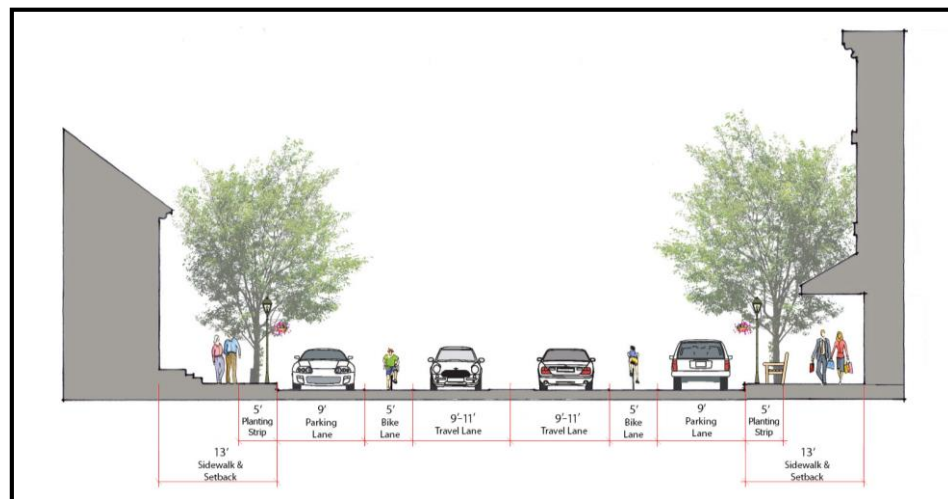 5'
Planting
Strip
9'
Parking
Lane
5'
Bike
Lane
9'-11'
Travel Lane
9'-11'
Travel Lane
5'
Bike
Lane
9'
Parking
Lane
5'
Planting
Strip
13'
Sidewalk &
Setback
13'
Sidewalk &
Setback